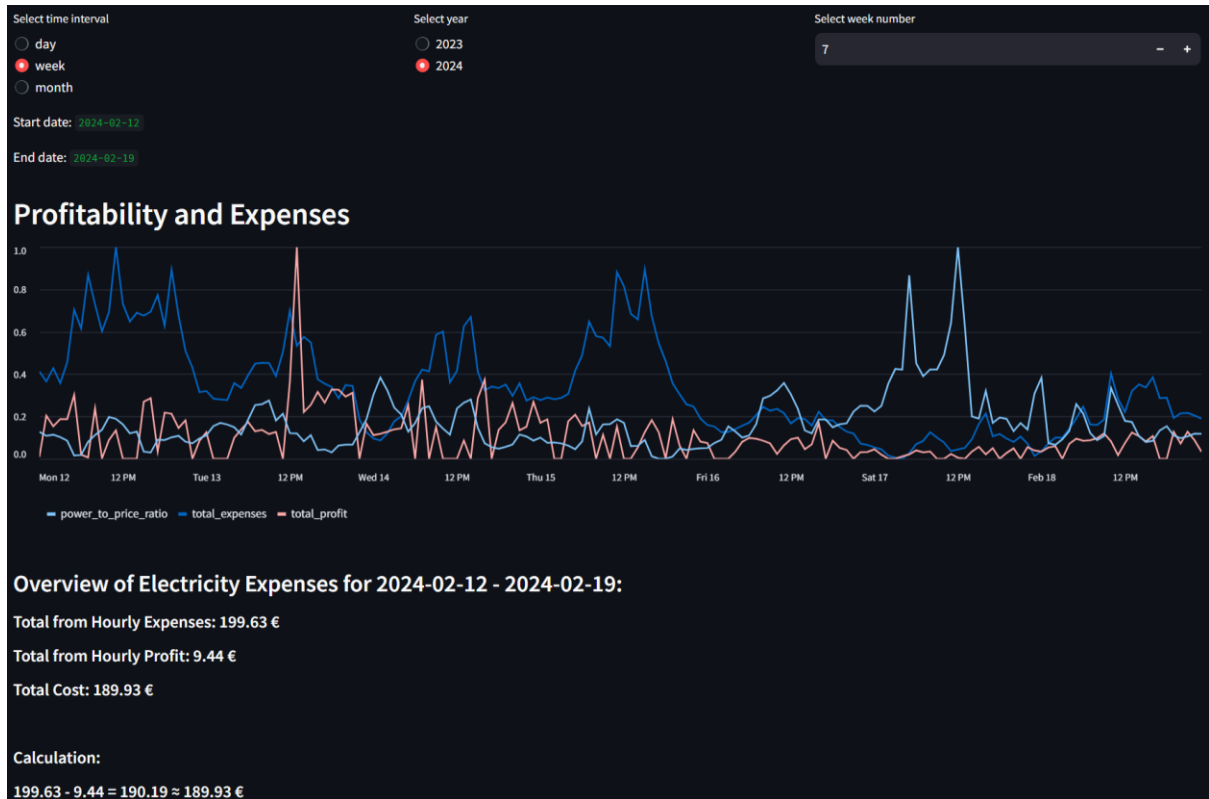 Select time interval
Select year
Select week number
day
2023
7
- +
week
2024
month
Start date: 2024-02-12
End date: 2024-02-19
Profitability and Expenses
1.0
0.8
0.6
0.4
0.2
0.0
Mon 12 12 PM Tue 13 12 PM Wed 14 12 PM Thu 15 12 PM Fri 16 12 PM Sat 17 12 PM Feb 18 12 PM
power_to_price_ratio total_expenses total_profit
Overview of Electricity Expenses for 2024-02-12 - 2024-02-19:
Total from Hourly Expenses: 199.63 €
Total from Hourly Profit: 9.44 €
Total Cost: 189.93 €
Calculation:
199.63 - 9.44 = 190.19 ≈ 189.93 €